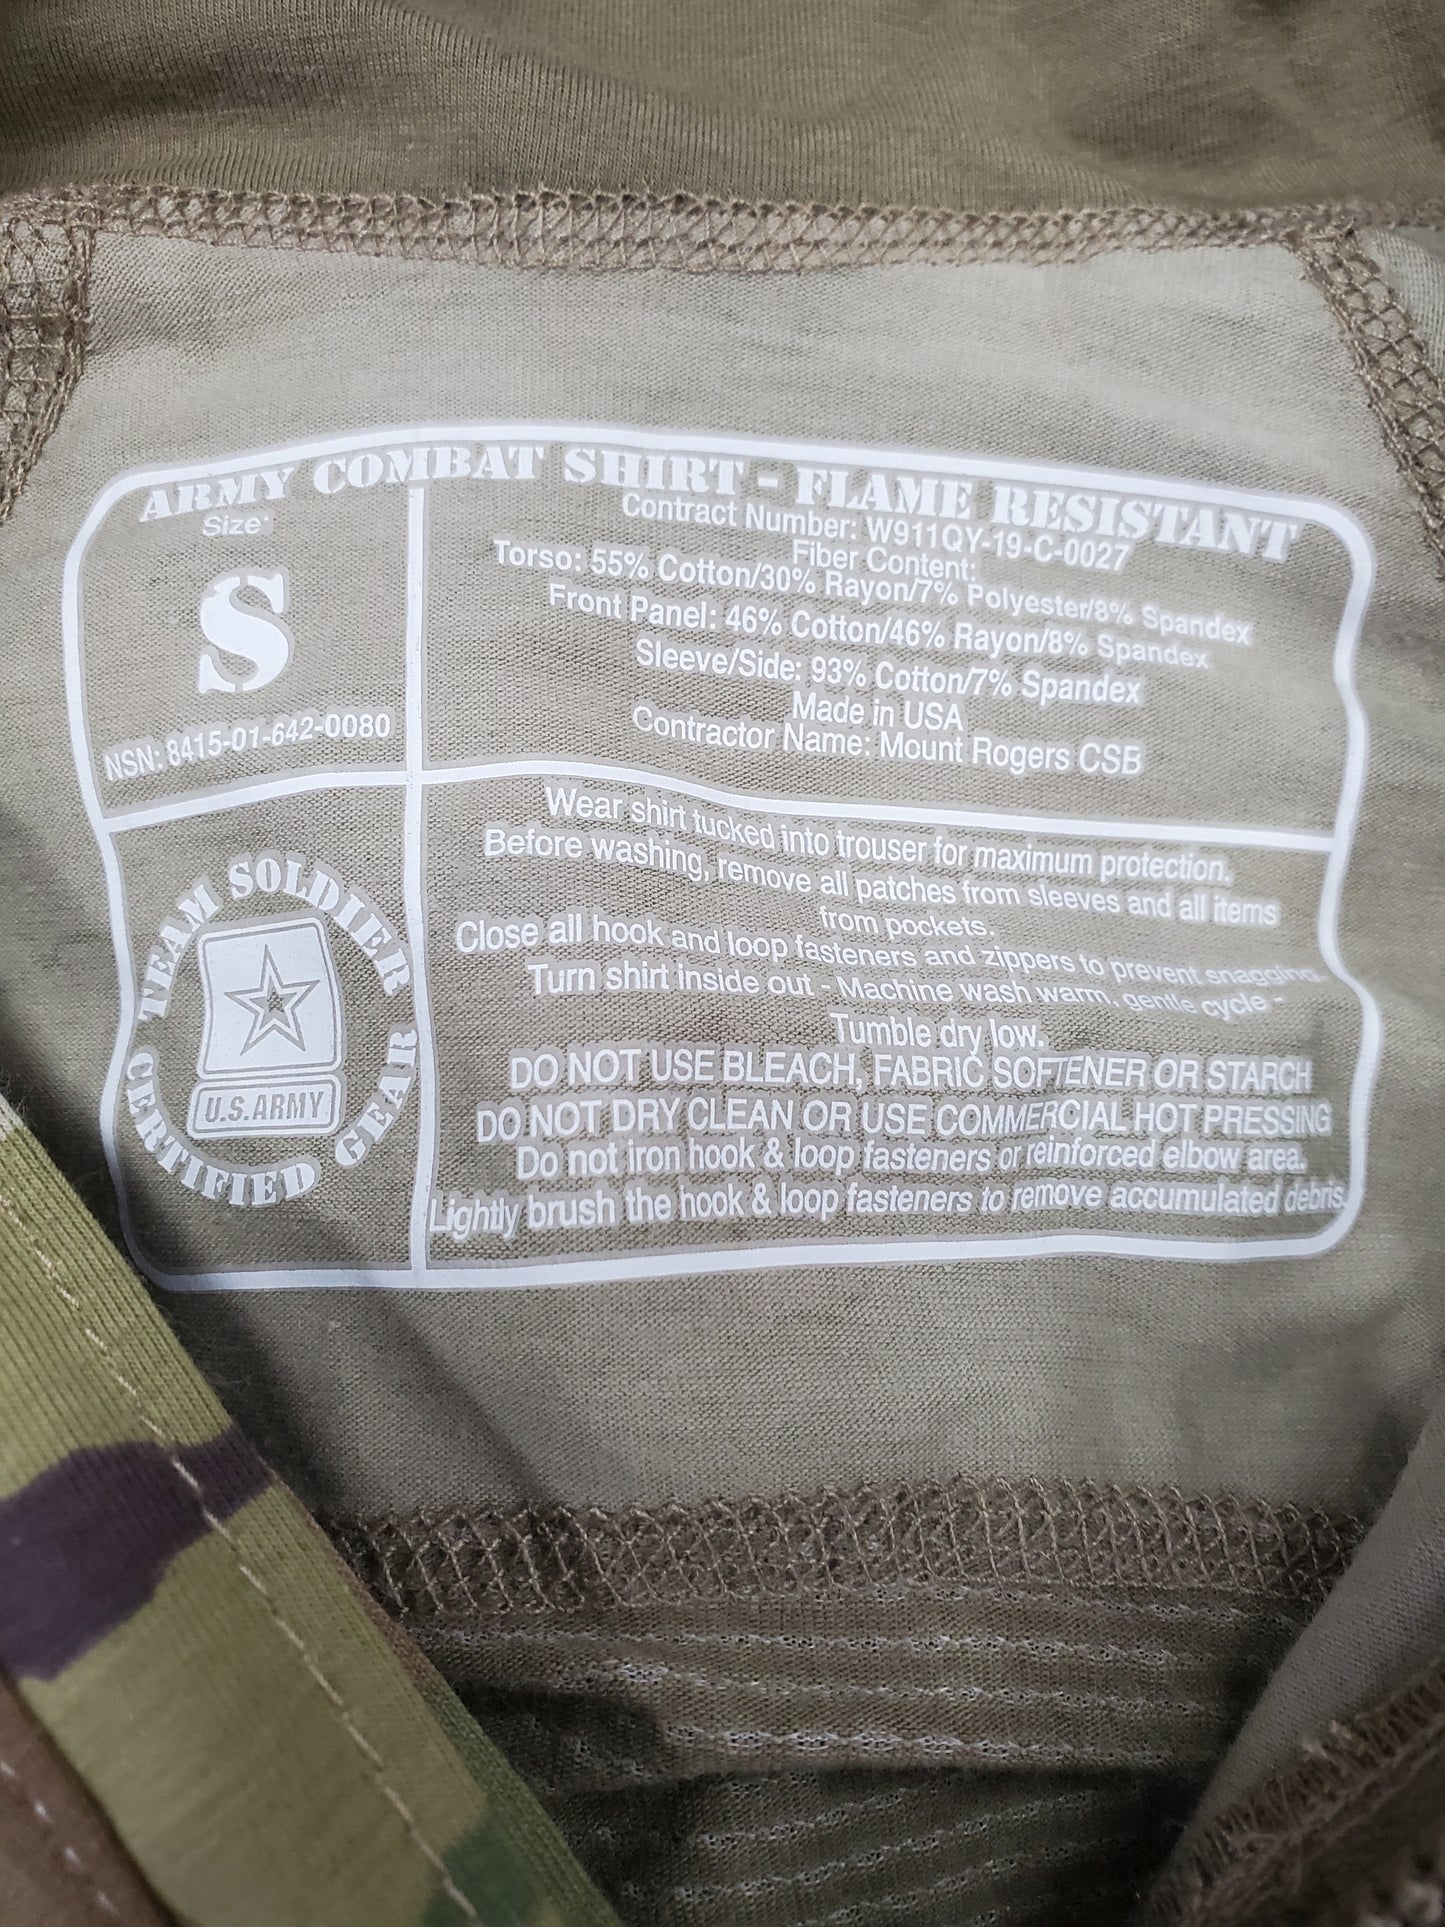 ARMY COMBAT SHIRT - FLAME RESISTANT
Size:
S
NSN: 8415-01-642-0080
Contract Number: W911QY-19-C-0027
Fiber Content:
Torso: 55% Cotton/30% Rayon/7% Polyester/8% Spandex
Front Panel: 46% Cotton/46% Rayon/8% Spandex
Sleeve/Side: 93% Cotton/7% Spandex
Made in USA
Contractor Name: Mount Rogers CSB
TEAM SOLDIER
CERTIFIED GEAR
U.S.ARMY
Wear shirt tucked into trouser for maximum protection.
Before washing, remove all patches from sleeves and all items
from pockets.
Close all hook and loop fasteners and zippers to prevent snagging
Turn shirt inside out - Machine wash warm, gentle cycle -
Tumble dry low.
DO NOT USE BLEACH, FABRIC SOFTENER OR STARCH
DO NOT DRY CLEAN OR USE COMMERCIAL HOT PRESSING
Do not iron hook & loop fasteners or reinforced elbow area.
Lightly brush the hook & loop fasteners to remove accumulated debris.